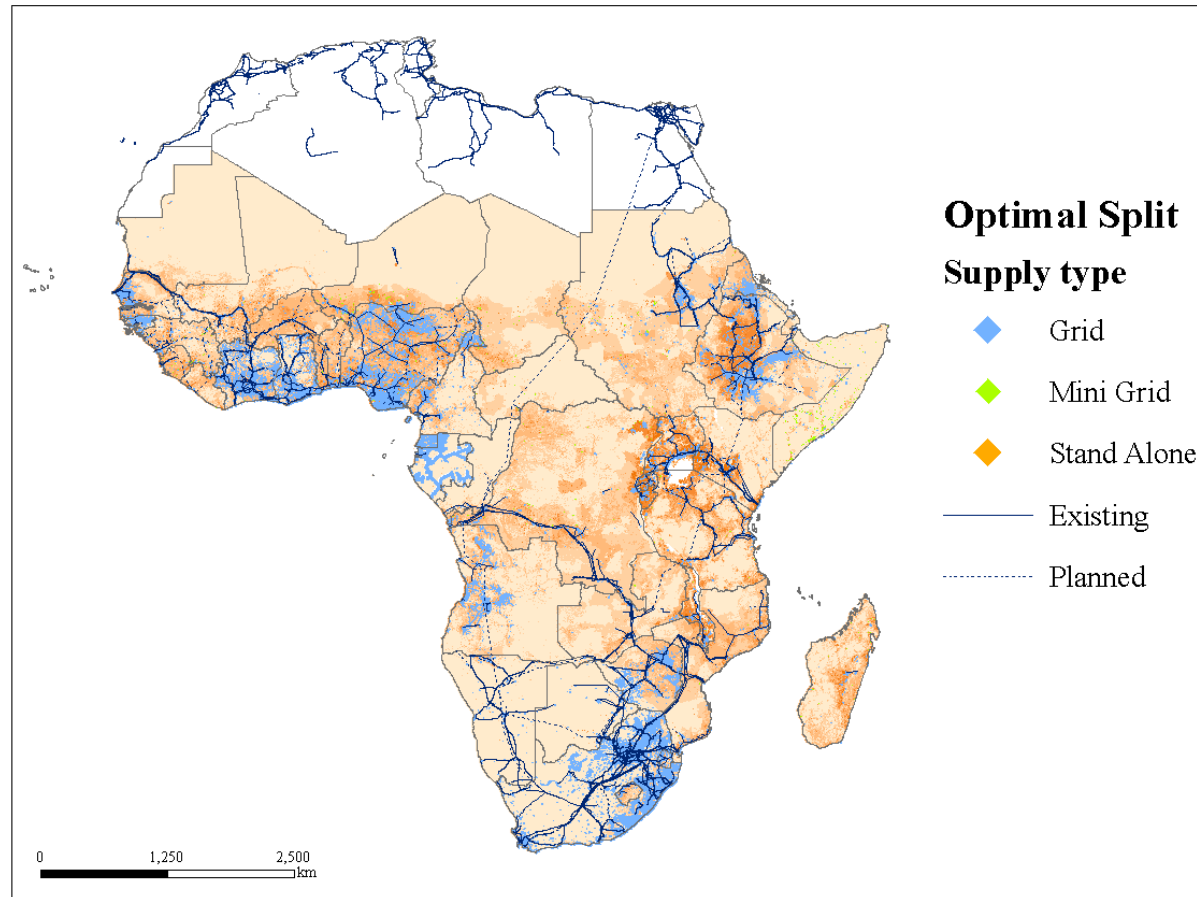 Optimal Split
Supply type
Grid
Mini Grid
Stand Alone
Existing
Planned
0 1,250 2,500
km